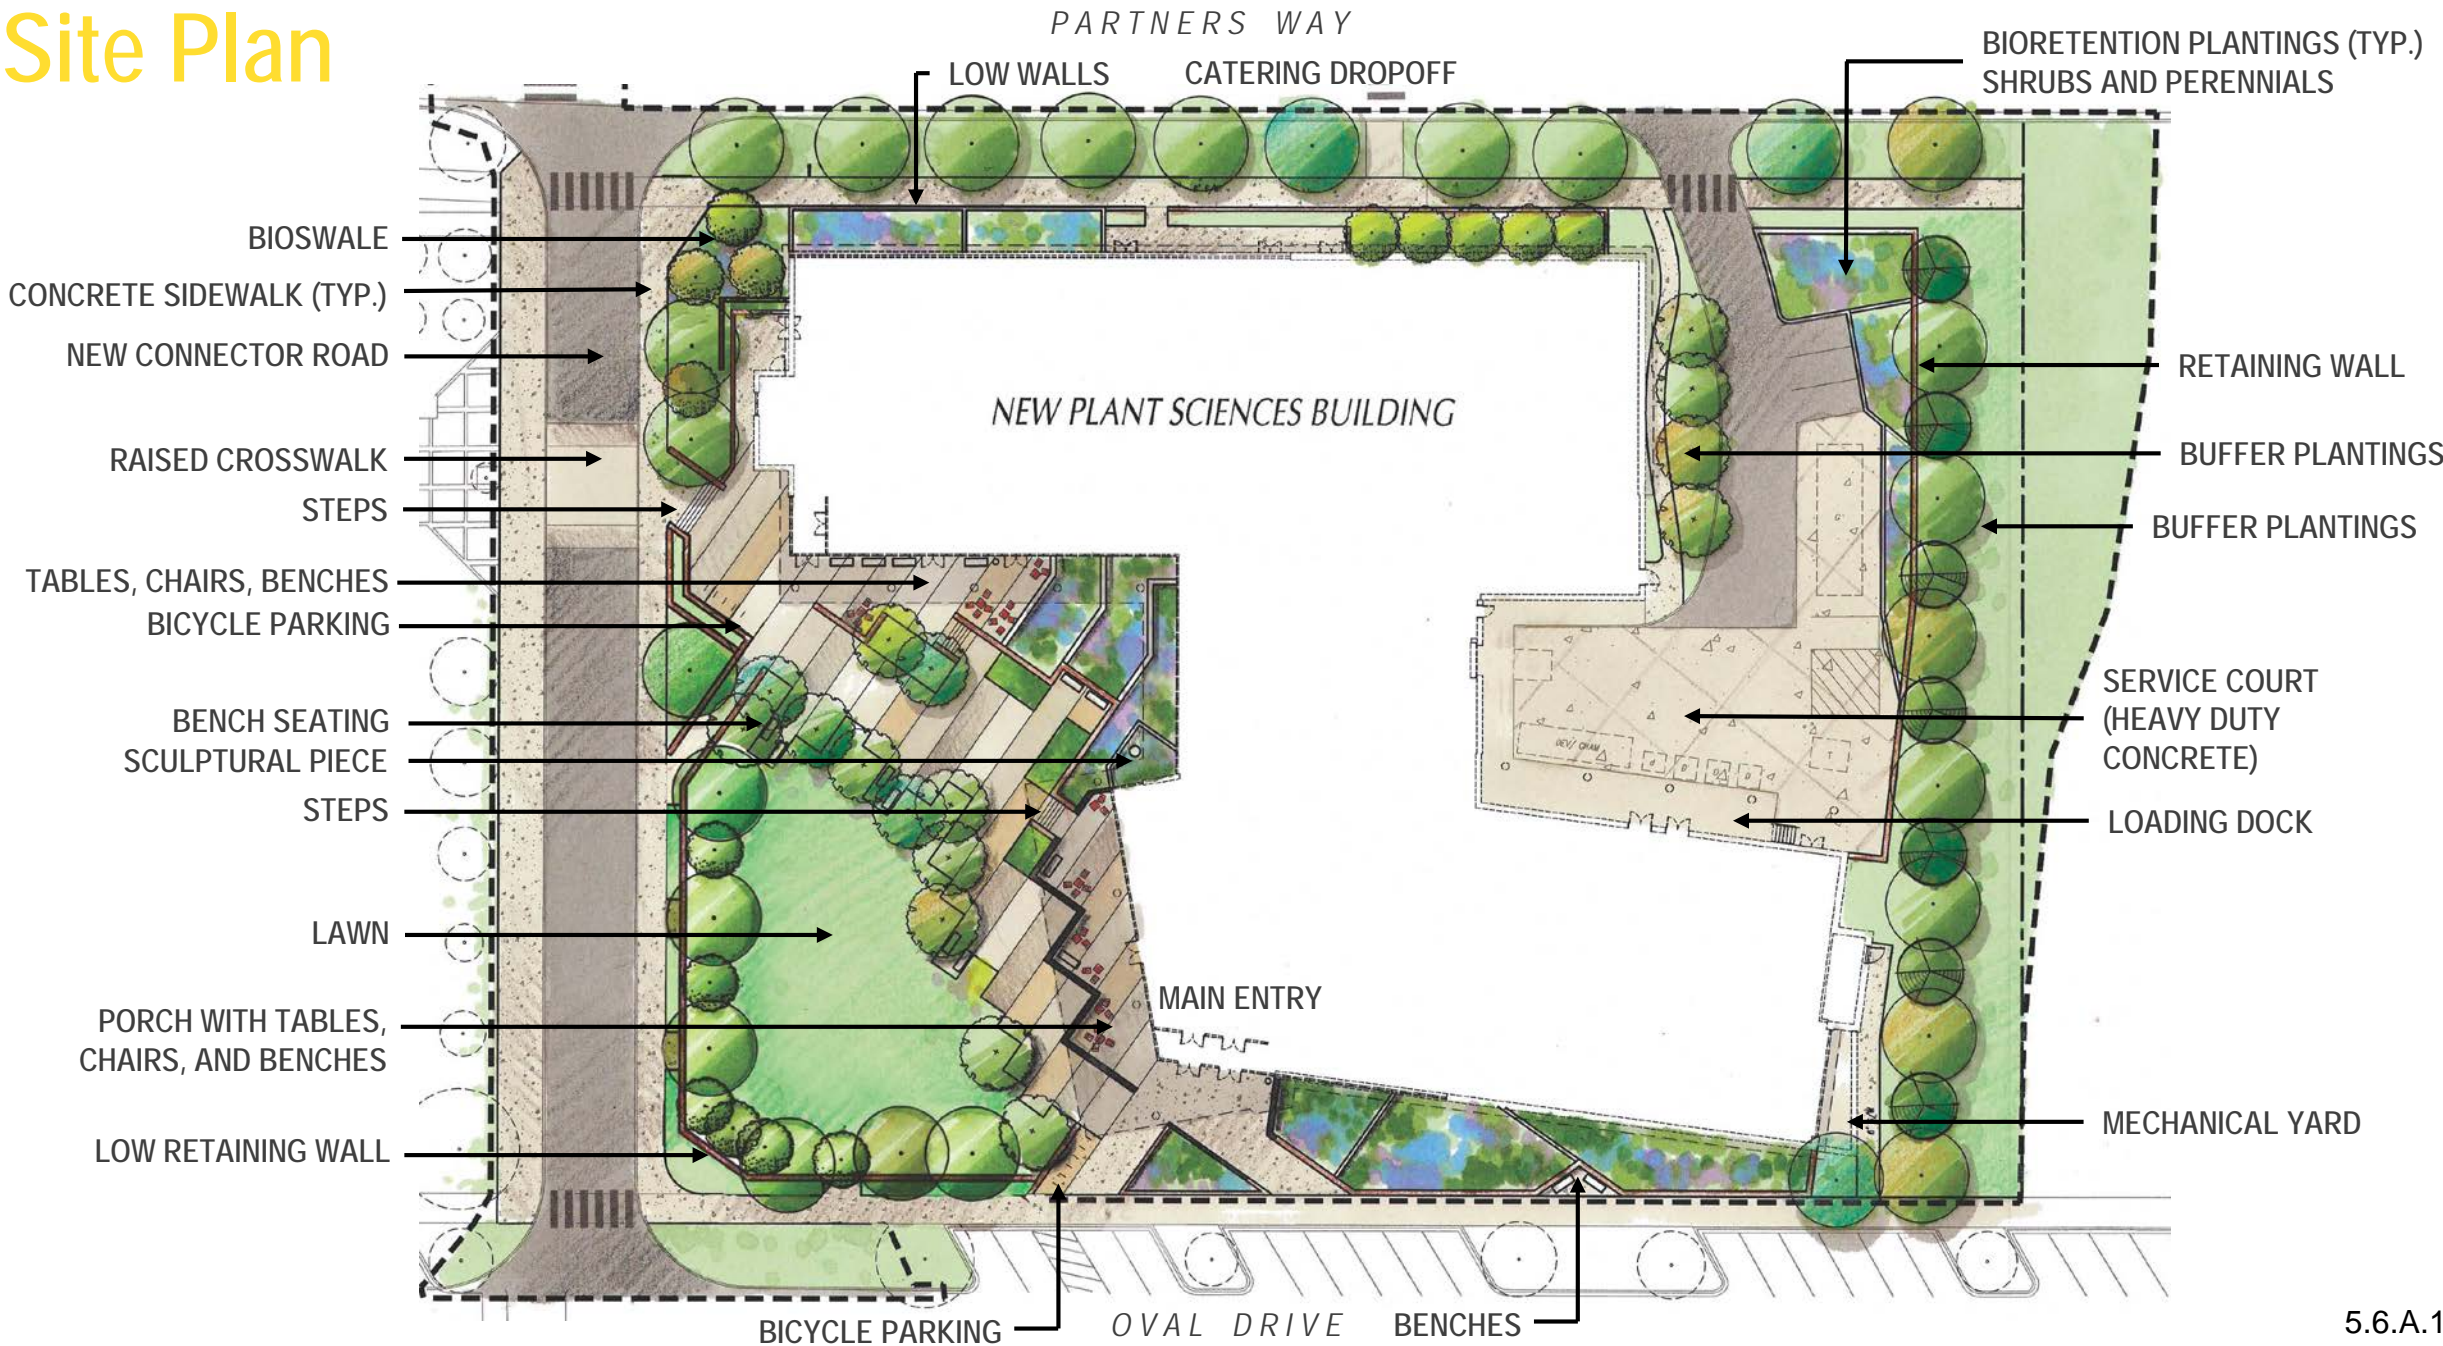 Site Plan
PARTNERS WAY
LOW WALLS
CATERING DROPOFF
BIORETENTION PLANTINGS (TYP.)
SHRUBS AND PERENNIALS
BIOSWALE
CONCRETE SIDEWALK (TYP.)
NEW CONNECTOR ROAD
RAISED CROSSWALK
STEPS
TABLES, CHAIRS, BENCHES
BICYCLE PARKING
BENCH SEATING
SCULPTURAL PIECE
STEPS
LAWN
PORCH WITH TABLES,
CHAIRS, AND BENCHES
LOW RETAINING WALL
NEW PLANT SCIENCES BUILDING
MAIN ENTRY
RETAINING WALL
BUFFER PLANTINGS
BUFFER PLANTINGS
SERVICE COURT
(HEAVY DUTY
CONCRETE)
LOADING DOCK
MECHANICAL YARD
BICYCLE PARKING
OVAL DRIVE
BENCHES
5.6.A.1